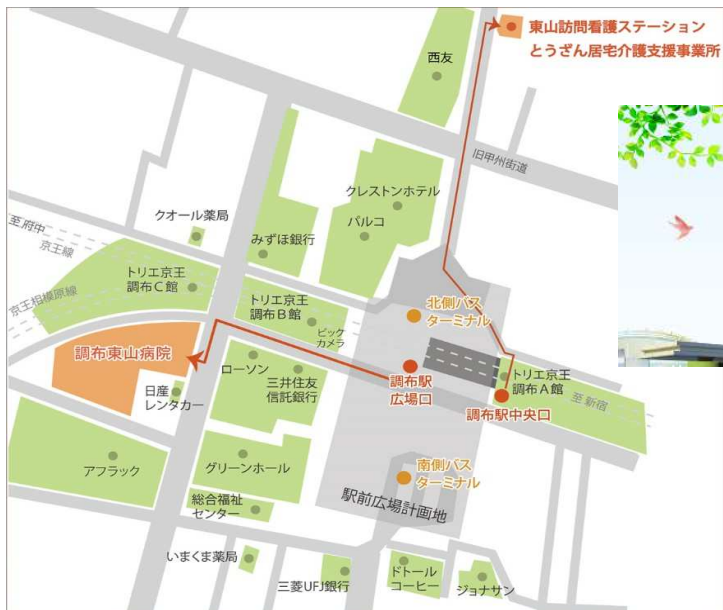 東山訪問看護ステーション
とうざん居宅介護支援事業所
西友
旧甲州街道
クレストンホテル
パルコ
クオール薬局
みずほ銀行
至府中
京王線
京王相模原線
トリエ京王
調布C館
トリエ京王
調布B館
ビック
カメラ
北側バス
ターミナル
調布東山病院
ローソン
三井住友
信託銀行
調布駅
広場口
トリエ京王
調布A館
至新宿
調布駅中央口
日産
レンタカー
アフラック
グリーンホール
南側バス
ターミナル
総合福祉
センター
駅前広場計画地
いまくま薬局
三菱UFJ銀行
ドトール
コーヒー
ジョナサン